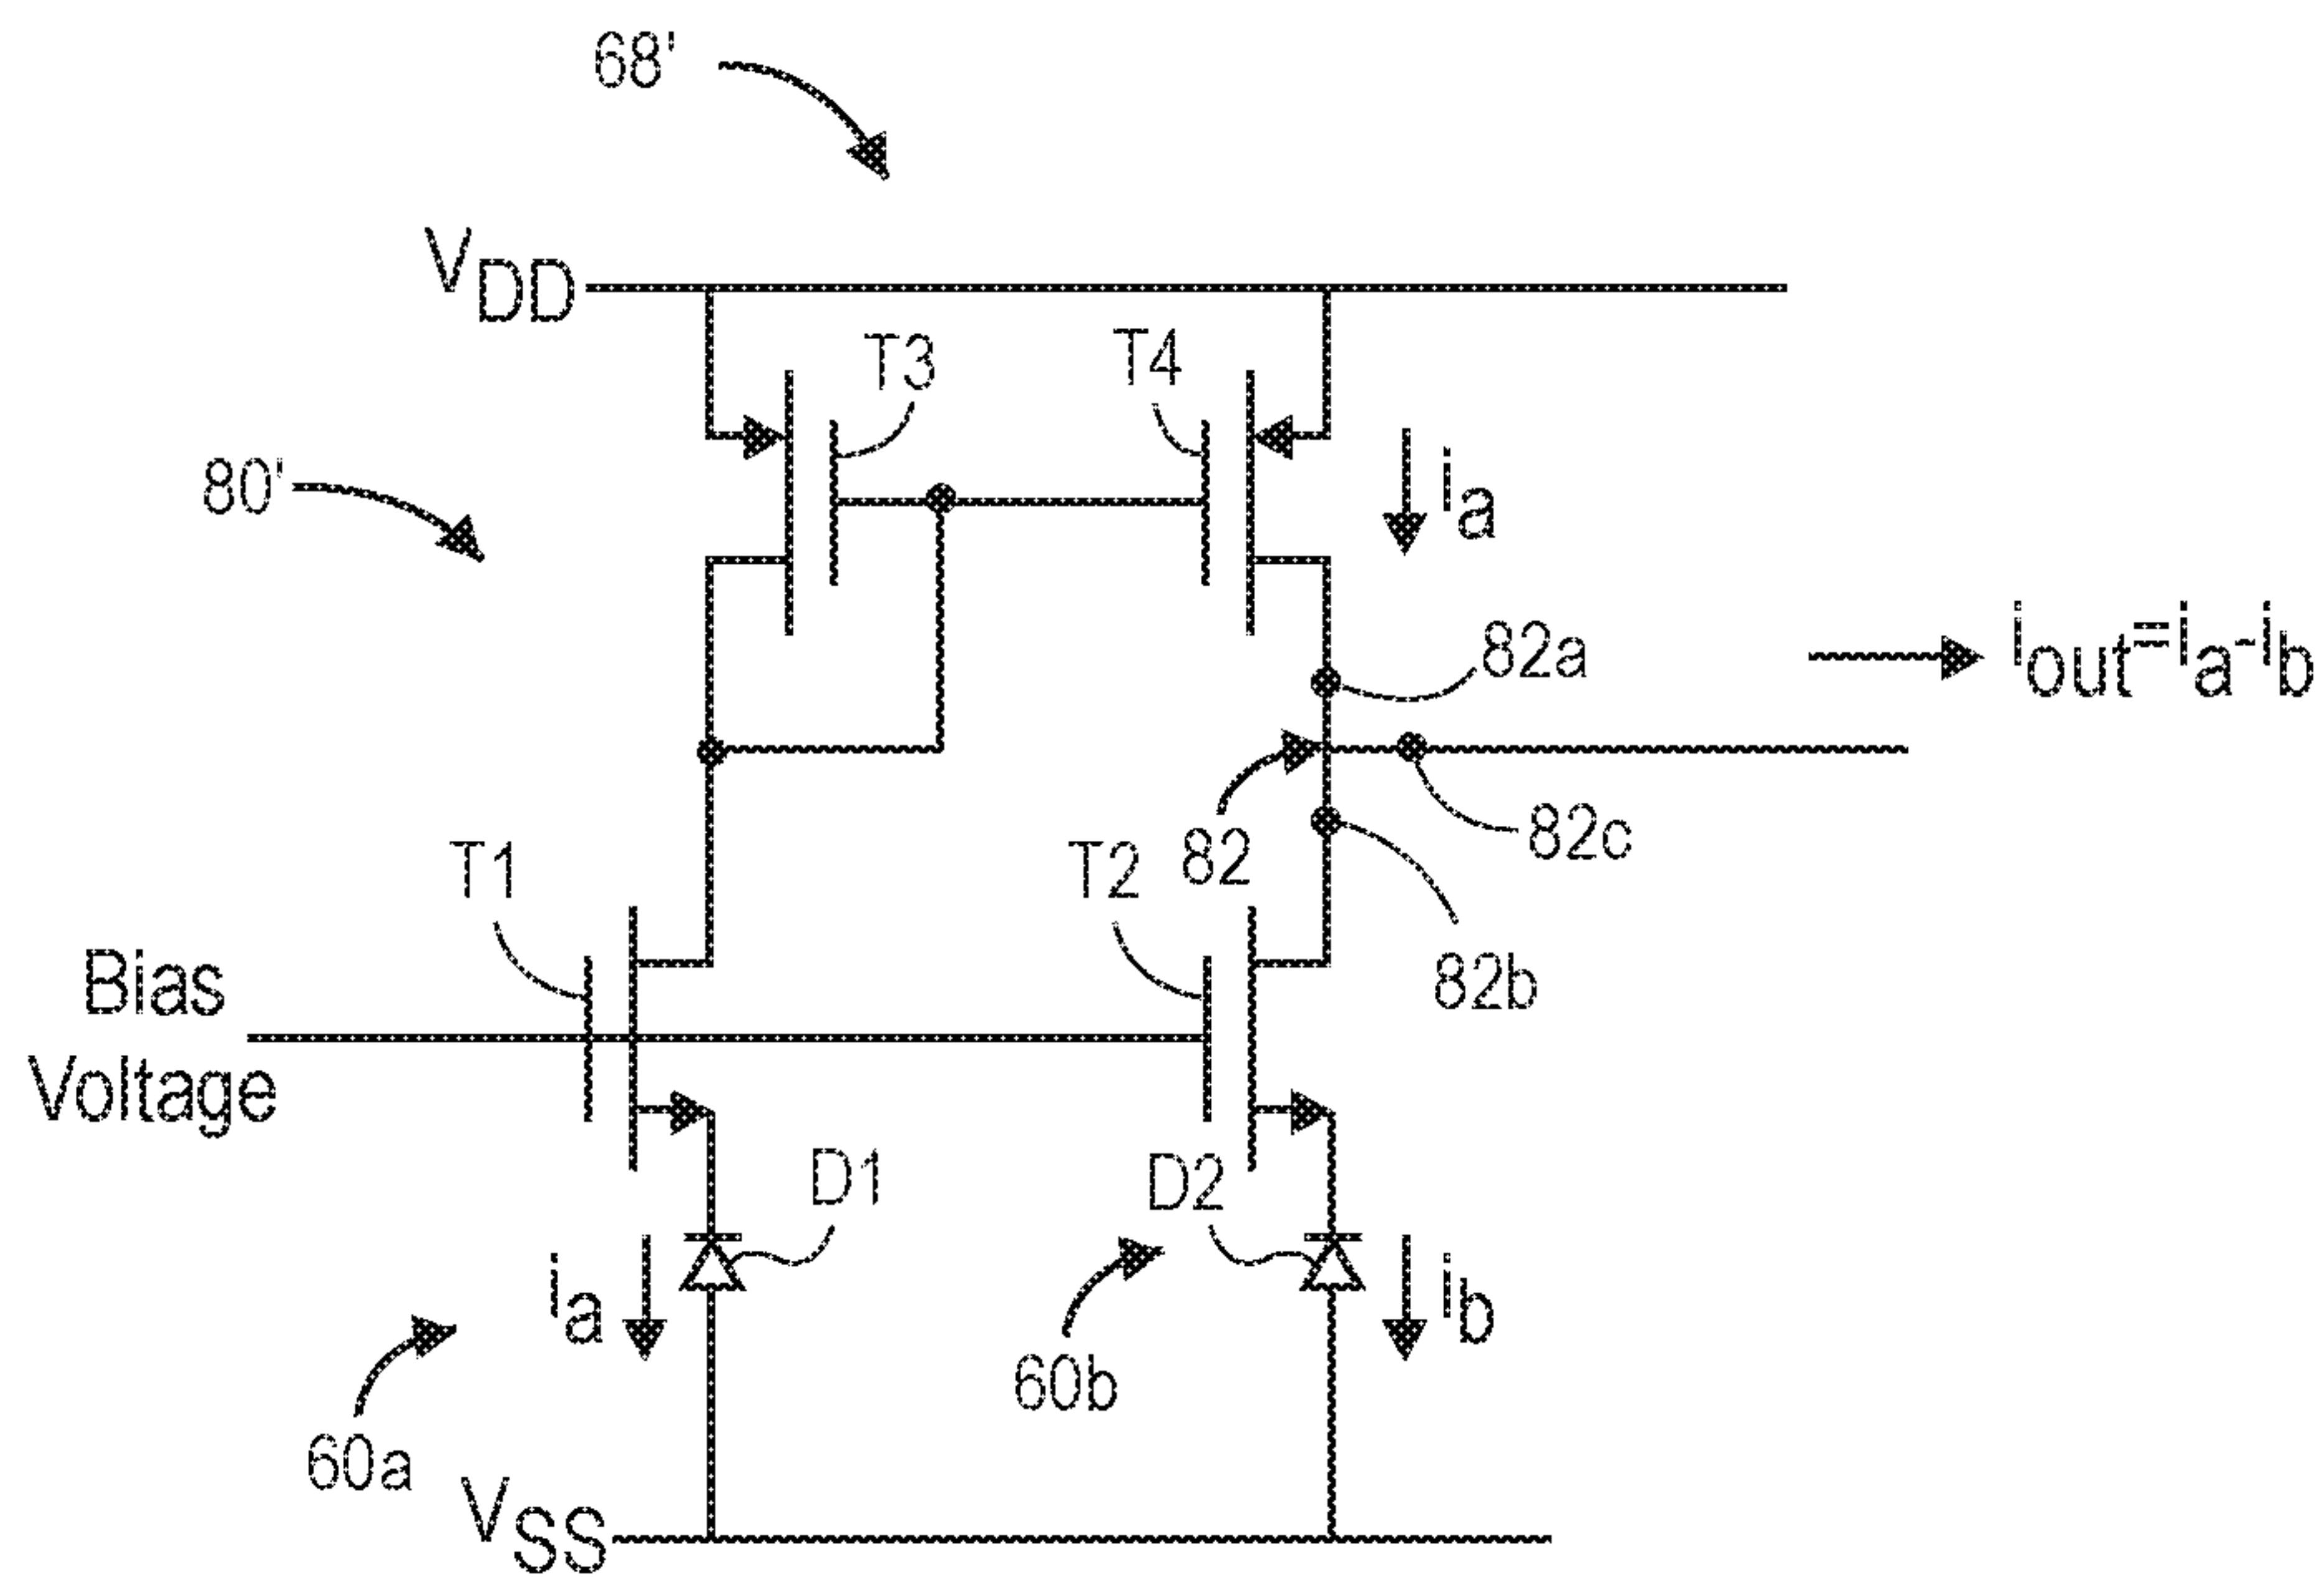 68'
VDD
T3
T4
80'
ia
82a
iout=ia-ib
82
82c
T1
T2
82b
Bias
Voltage
D1
D2
ia
ib
60b
60a
VSS